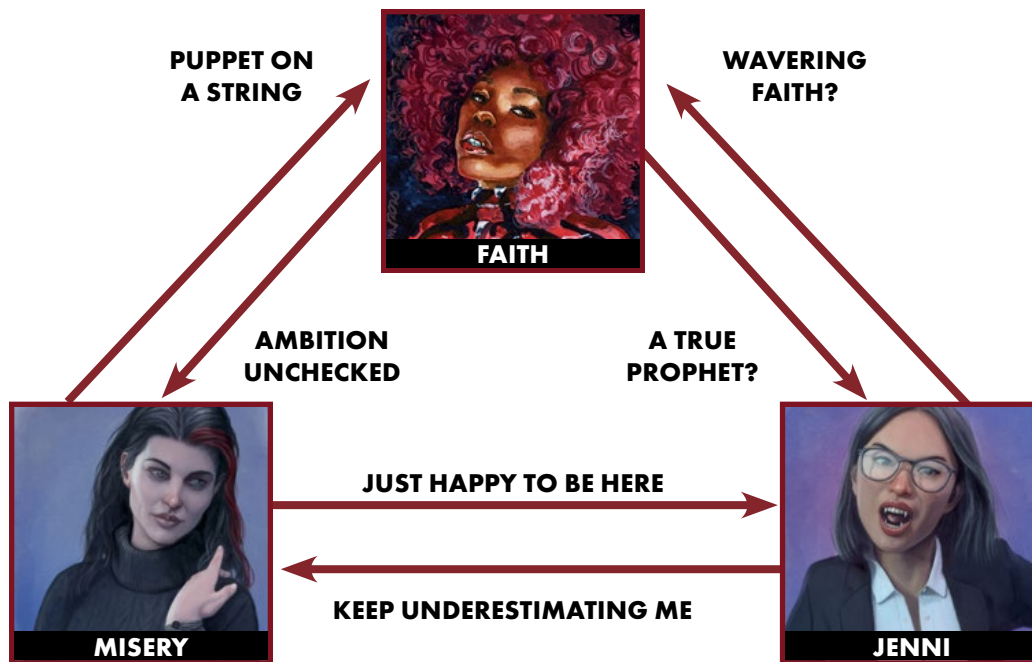 PUPPET ON
A STRING
WAVERING
FAITH?
FAITH
AMBITION
UNCHECKED
A TRUE
PROPHET?
JUST HAPPY TO BE HERE
KEEP UNDERESTIMATING ME
MISERY
JENNI